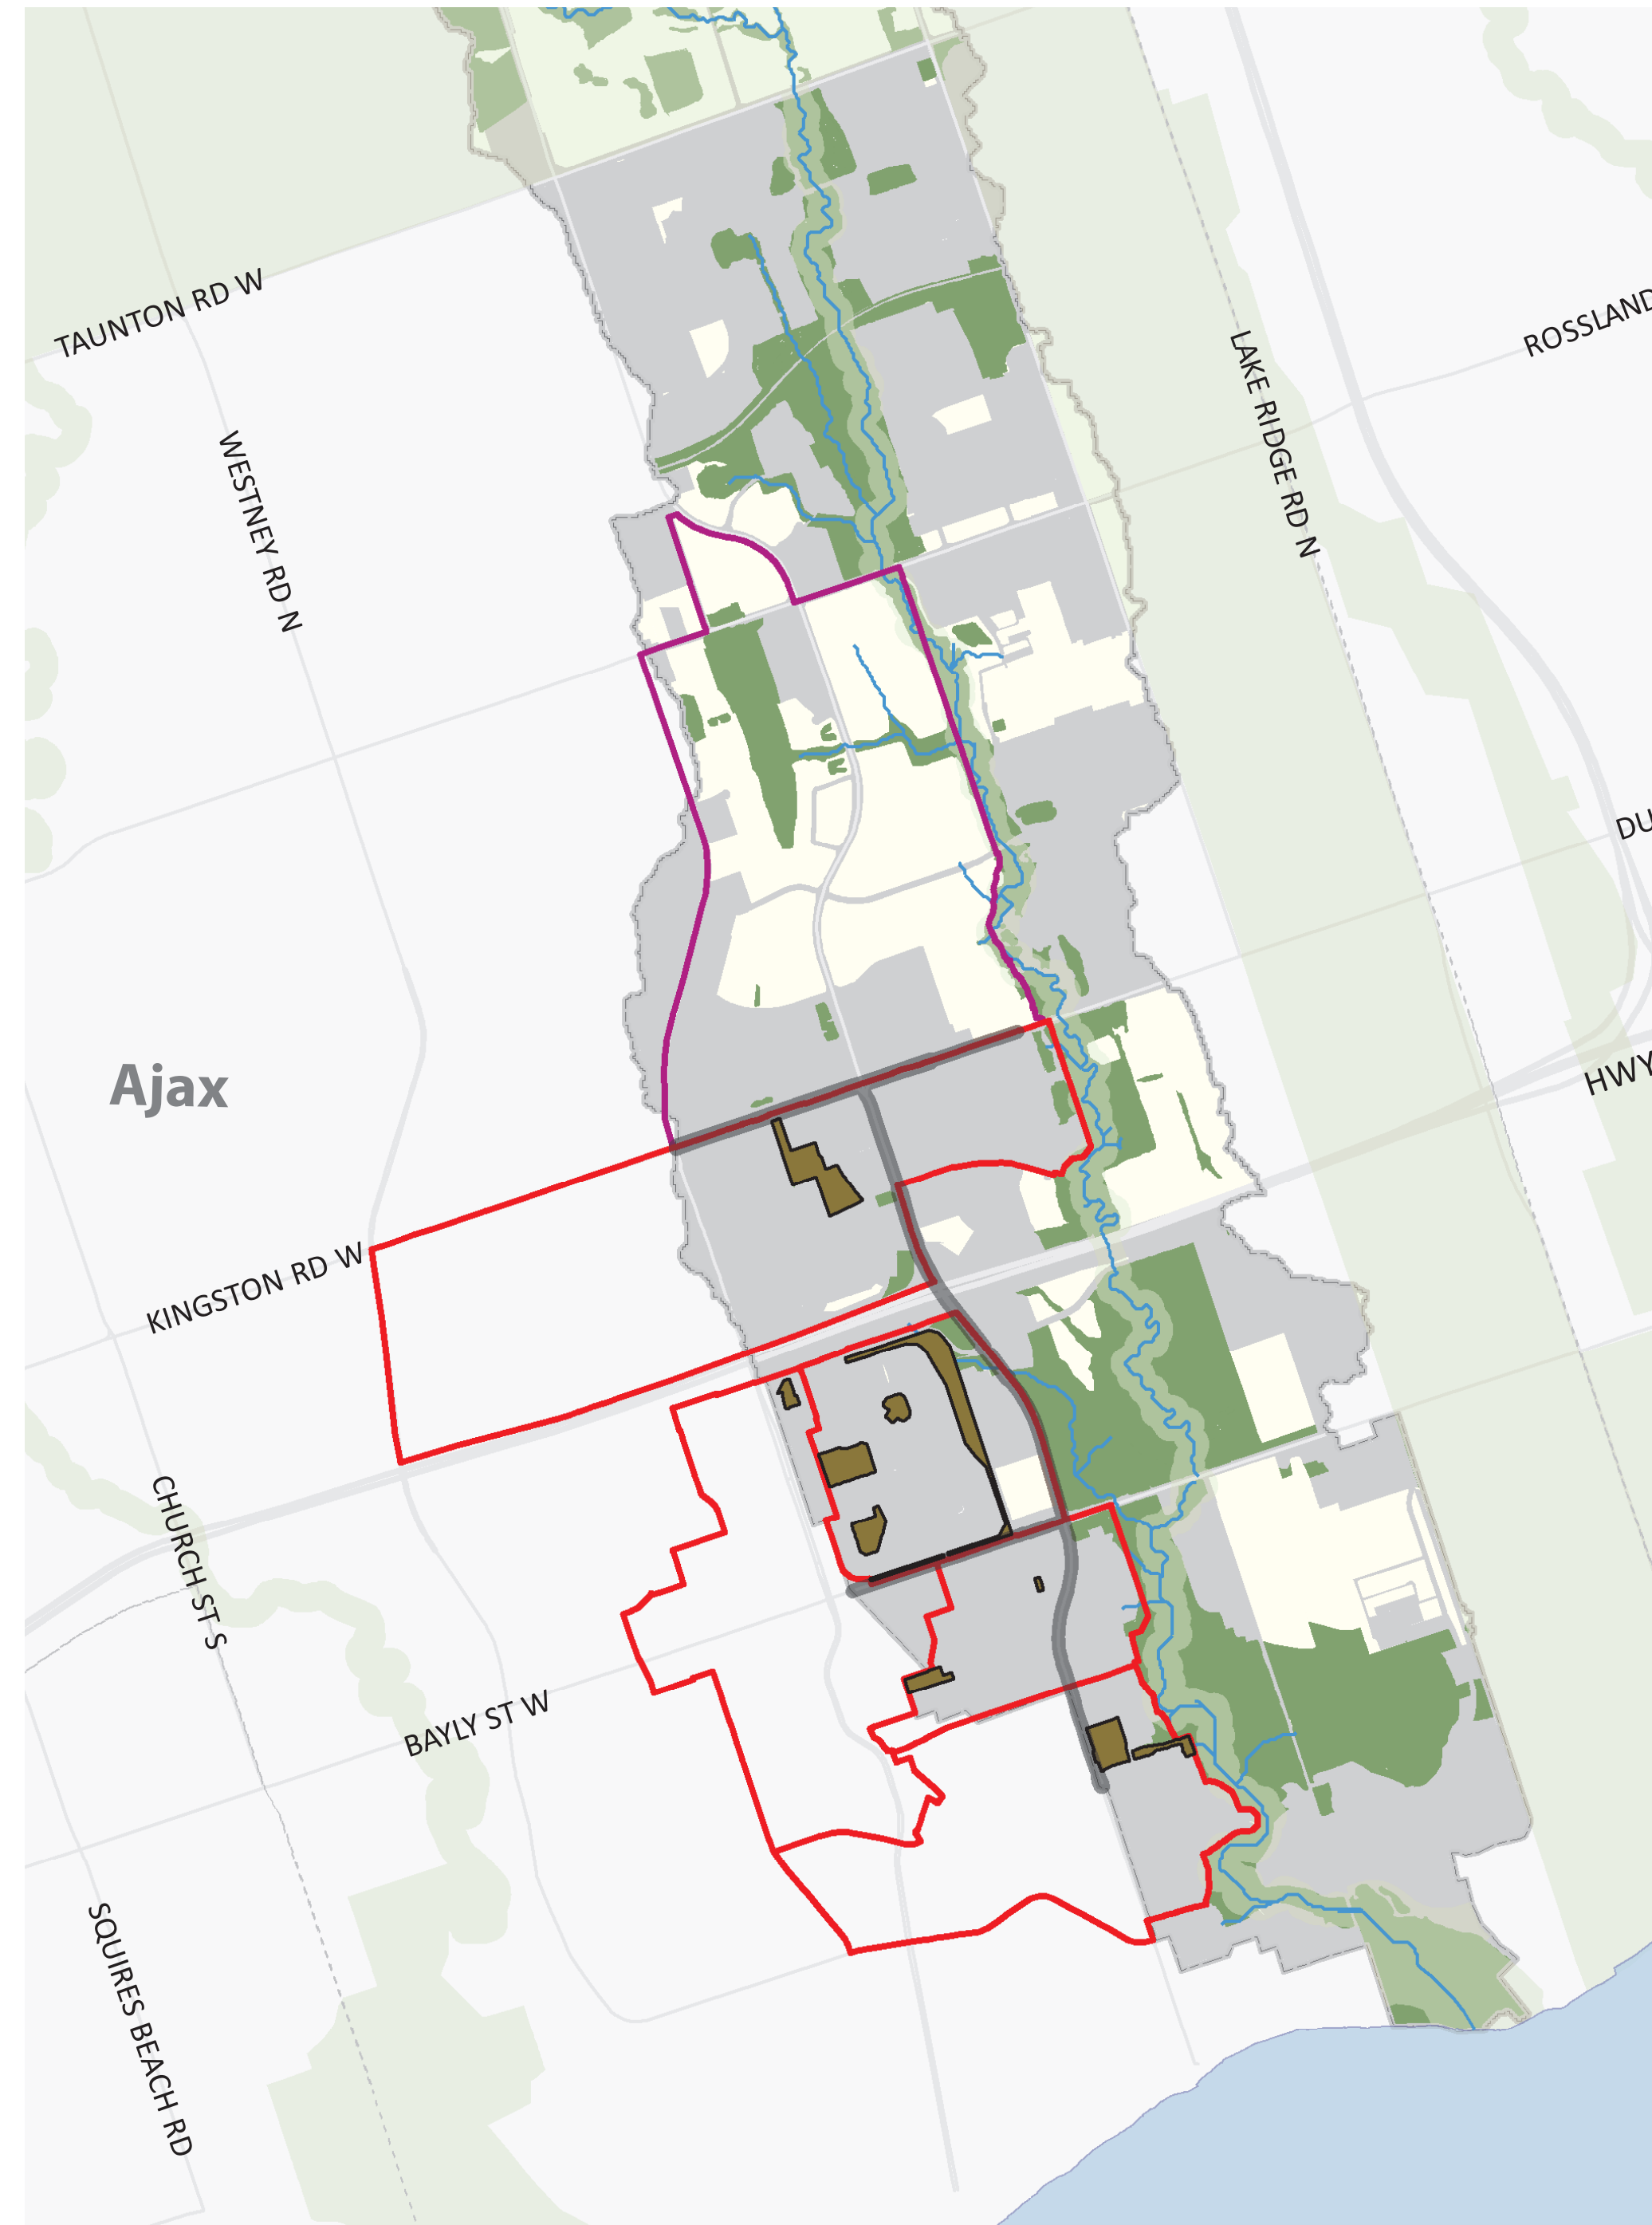 TAUNTON RD W
ROSSLAND
LAKE RIDGE RD N
WESTNEY RD N
DU
HWY
Ajax
KINGSTON RD W
CHURCH ST S
BAYLY ST W
SQUIRES BEACH RD